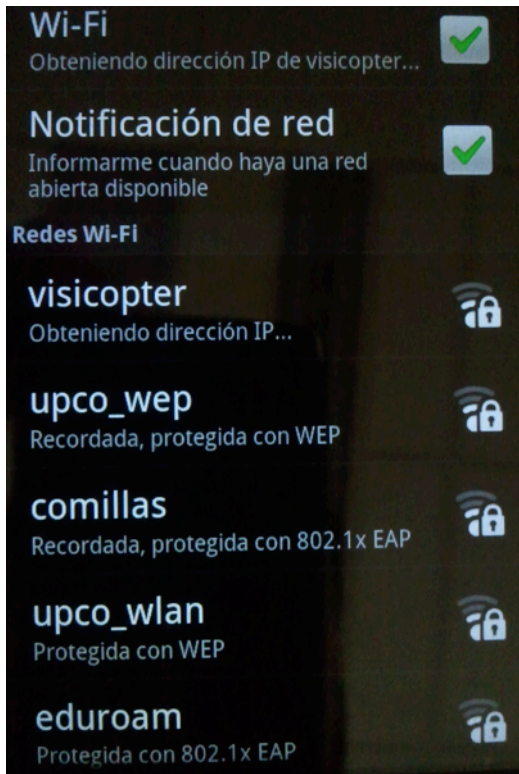 Wi-Fi
Obteniendo dirección IP de visicopter...
Notificación de red
Informarme cuando haya una red
abierta disponible
Redes Wi-Fi
visicopter
Obteniendo dirección IP...
upco_wep
Recordada, protegida con WEP
comillas
Recordada, protegida con 802.1x EAP
upco_wlan
Protegida con WEP
eduroam
Protegida con 802.1x EAP